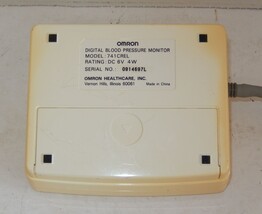 OMRON
DIGITAL BLOOD PRESSURE MONITOR
MODEL: 741CREL
RATING: DC 6V 4W
SERIAL NO. 0914697L
OMRON HEALTHCARE, INC.
Vernon Hills, Illinois 60061 Made in China